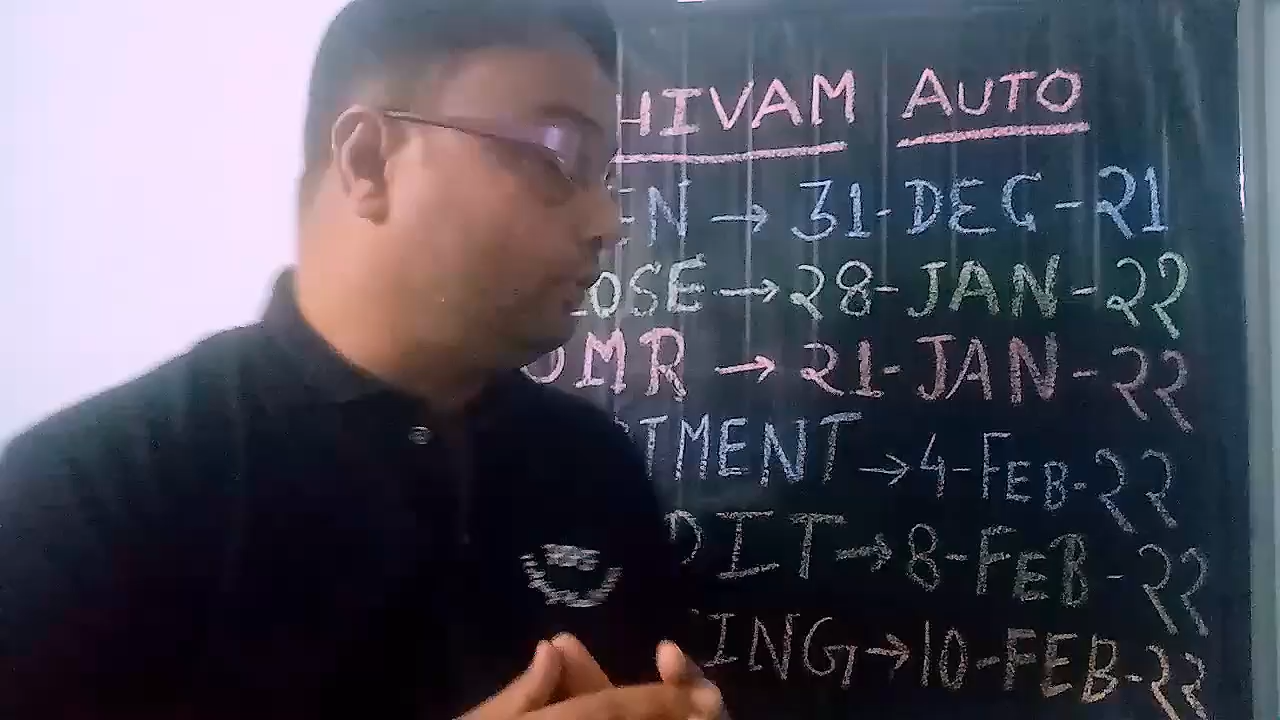 HIVAM AUTO
EN → 31-DEC-21
LOSE → 28-JAN-22
OMR → 21-JAN-22
TMENT → 4-FEB-22
DIT → 8-FEB-22
ING → 10-FEB-22